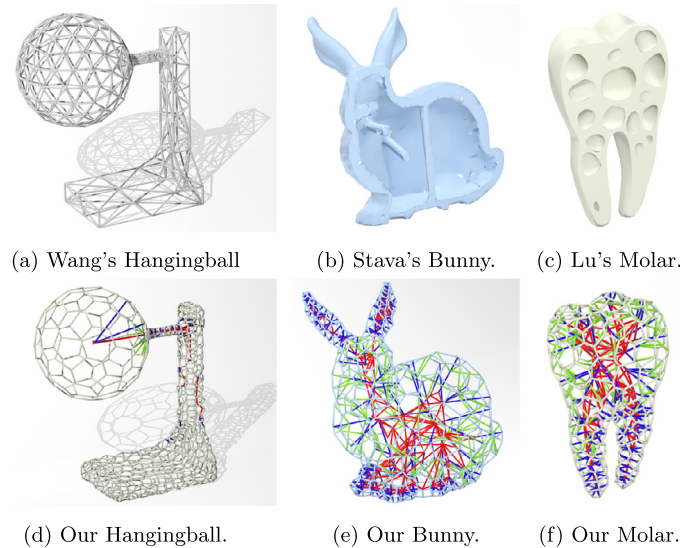 (a) Wang's Hangingball
(b) Stava's Bunny.
(c) Lu's Molar.
(d) Our Hangingball.
(e) Our Bunny.
(f) Our Molar.